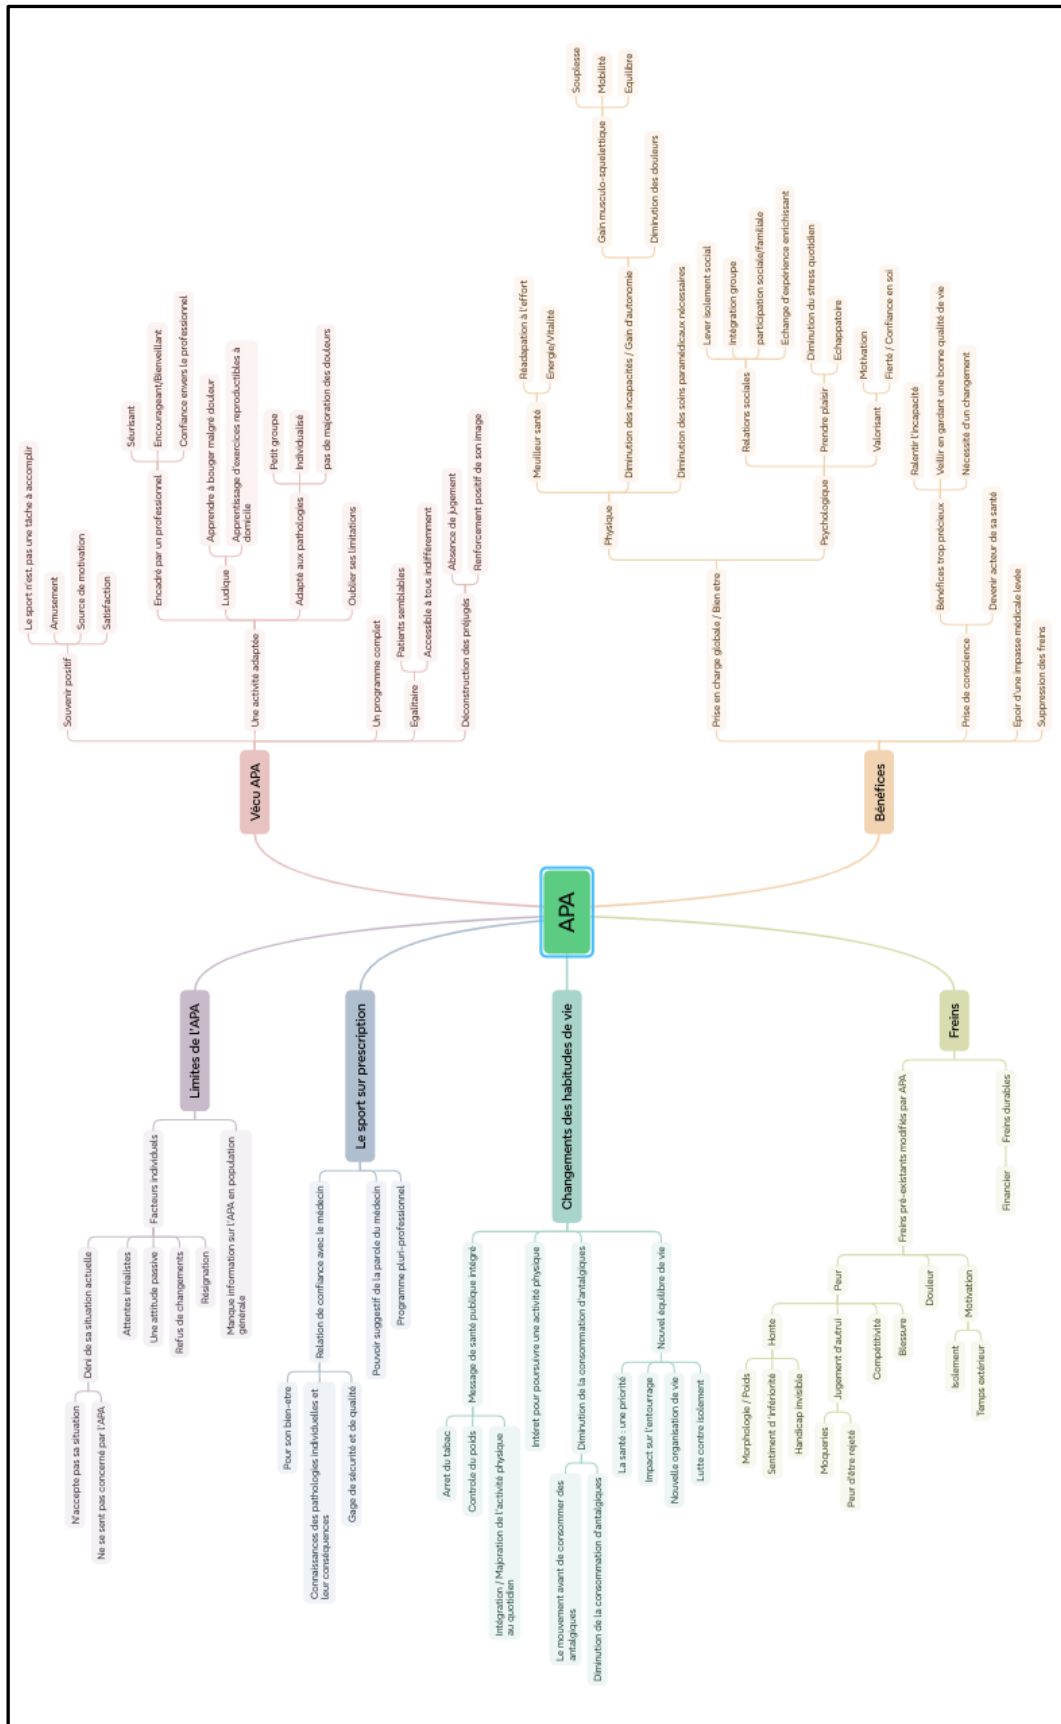 APA
Limites de l'APA
Facteurs individuels
Déni de sa situation actuelle
N'accepte pas sa situation
Ne se sent pas concerné par l'APA
Attentes irréalistes
Une attitude passive
Refus de changements
Résignation
Manque information sur l'APA en population
générale
Le sport sur prescription
Relation de confiance avec le médecin
Pour son bien-etre
Connaissances des pathologies individuelles et
leur conséquences
Gage de sécurité et de qualité
Pouvoir suggestif de la parole du médecin
Programme pluri-professionnel
Changements des habitudes de vie
Message de santé publique intégré
Arret du tabac
Controle du poids
Intégration / Majoration de l'activité physique
au quotidien
Intéret pour poursuivre une activité physique
Diminution de la consommation d'antalgiques
Le mouvement avant de consommer des
antalgiques
Diminution de la consommation d'antalgiques
Nouvel équilibre de vie
La santé : une priorité
Impact sur l'entourrage
Nouvelle organisation de vie
Lutte contre isolement
Freins
Freins pré-existants modifiés par APA
Peur
Honte
Morphologie / Poids
Sentiment d'infériorité
Handicap invisible
Jugement d'autrui
Moqueries
Peur d'être rejeté
Compétitivité
Blessure
Douleur
Motivation
Isolement
Temps extérieur
Freins durables
Financier
Vécu APA
Souvenir positif
Le sport n'est. pas une tâche à accomplir
Amusement
Source de motivation
Satisfaction
Une activité adaptée
Encadré par un professionnel
Séurisant
Encourageant/Bienveillant
Confiance envers le professionnel
Ludique
Apprendre à bouger malgré douleur
Apprentissage d'exercices reproductibles à
domicile
Adapté aux pathologies
Petit groupe
Individualisé
pas de majoration des douleurs
Oublier ses limitations
Un programme complet
Egalitaire
Patients semblables
Accessible à tous indifféremment
Déconstruction des préjugés
Absence de jugement
Renforcement positif de son image
Bénéfices
Prise en charge globale / Bien etre
Physique
Meuilleur santé
Réadapation à l'effort
Energie/Vitalité
Diminution des incapacités / Gain d'autonomie
Gain musculo-squelettique
Souplesse
Mobilité
Equilibre
Diminution des douleurs
Diminution des soins paramédicaux nécessaires
Psychologique
Relations sociales
Lever isolement social
Intégration groupe
participation sociale/familiale
Echange d'expérience enrichissant
Prendre plaisir
Diminution du stress quotidien
Echappatoire
Valorisant
Motivation
Fierté / Confiance en soi
Prise de conscience
Bénéfices trop précieux
Ralentir l'incapacité
Veillir en gardant une bonne qualité de vie
Nécessité d'un changement
Devenir acteur de sa santé
Epoir d'une impasse médicale levée
Suppression des freins